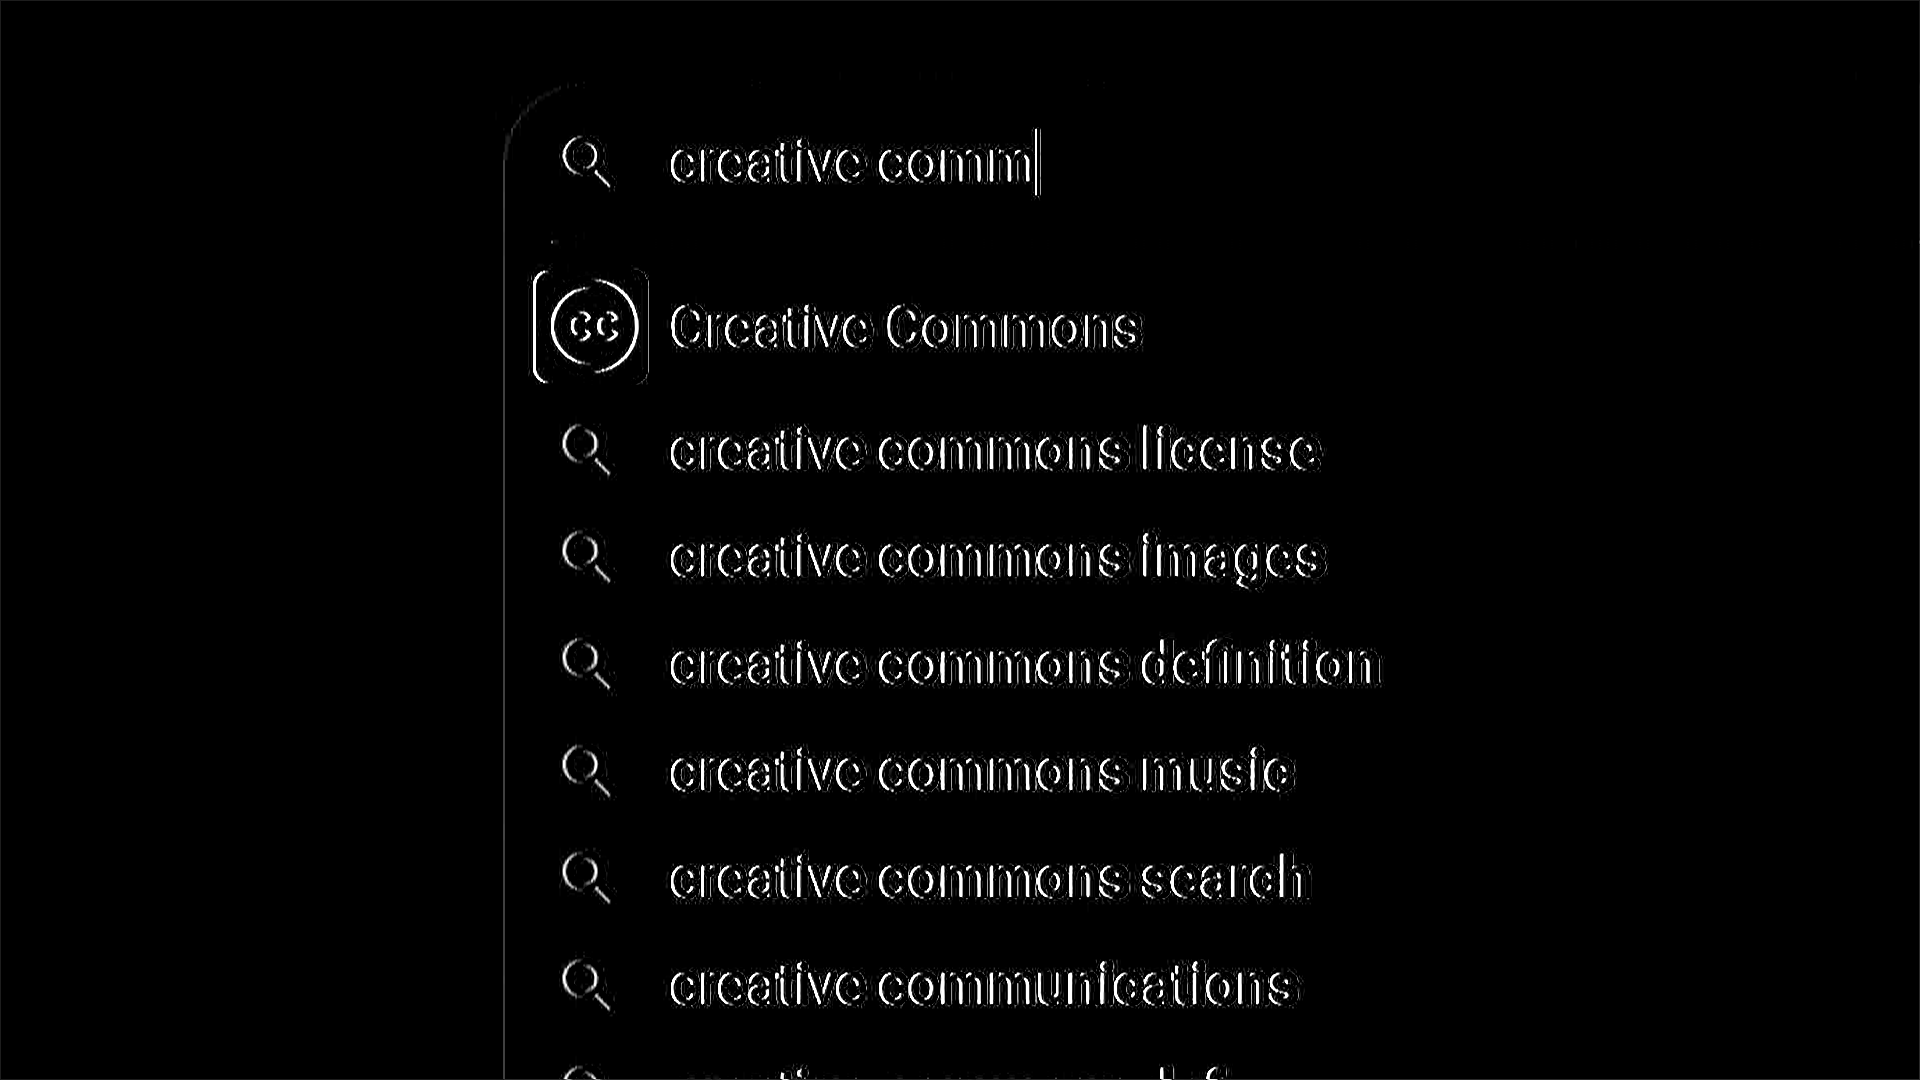 creative comm
cc Creative Commons
creative commons license
creative commons images
creative commons definition
creative commons music
creative commons search
creative communications